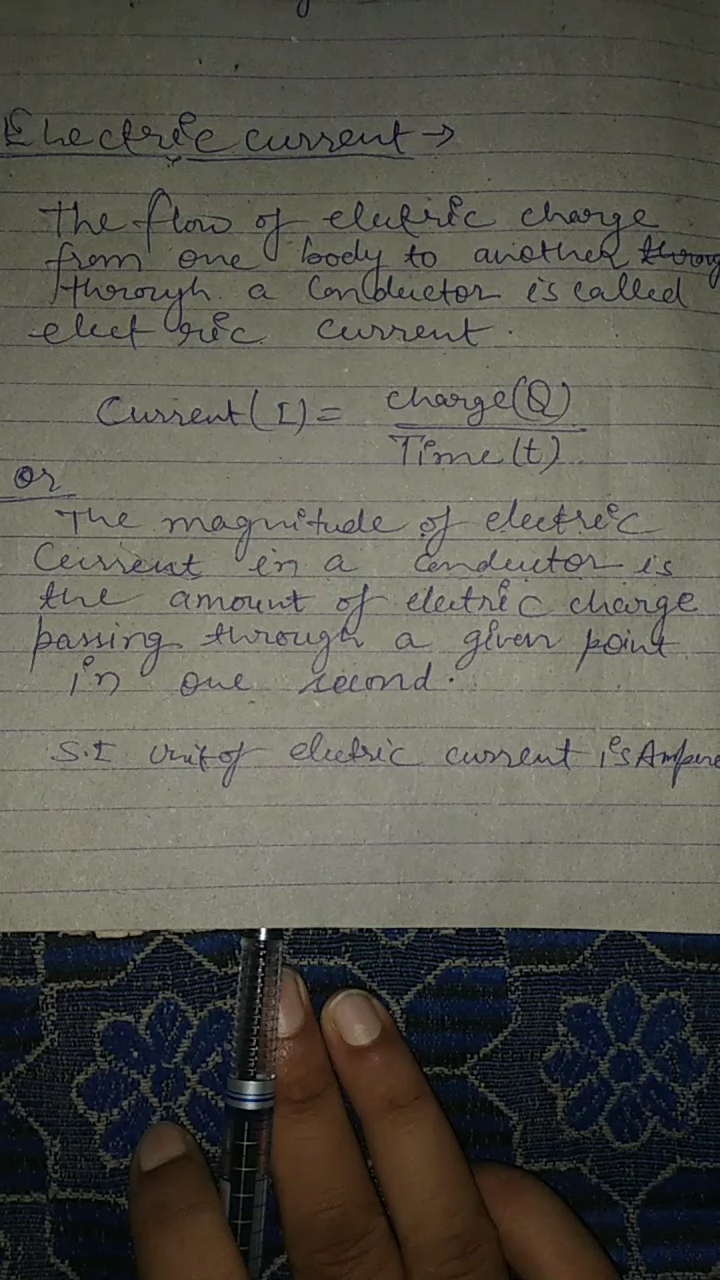 Electric current →
The flow of electric charge
from one body to another throug
through a Conductor is called
electric current.
Current (I) = charge(Q)
Time (t)
or
The magnitude of electric
Current in a Conductor is
the amount of electric charge
passing through a given point
in one second.
S.I unit of electric current is Ampere